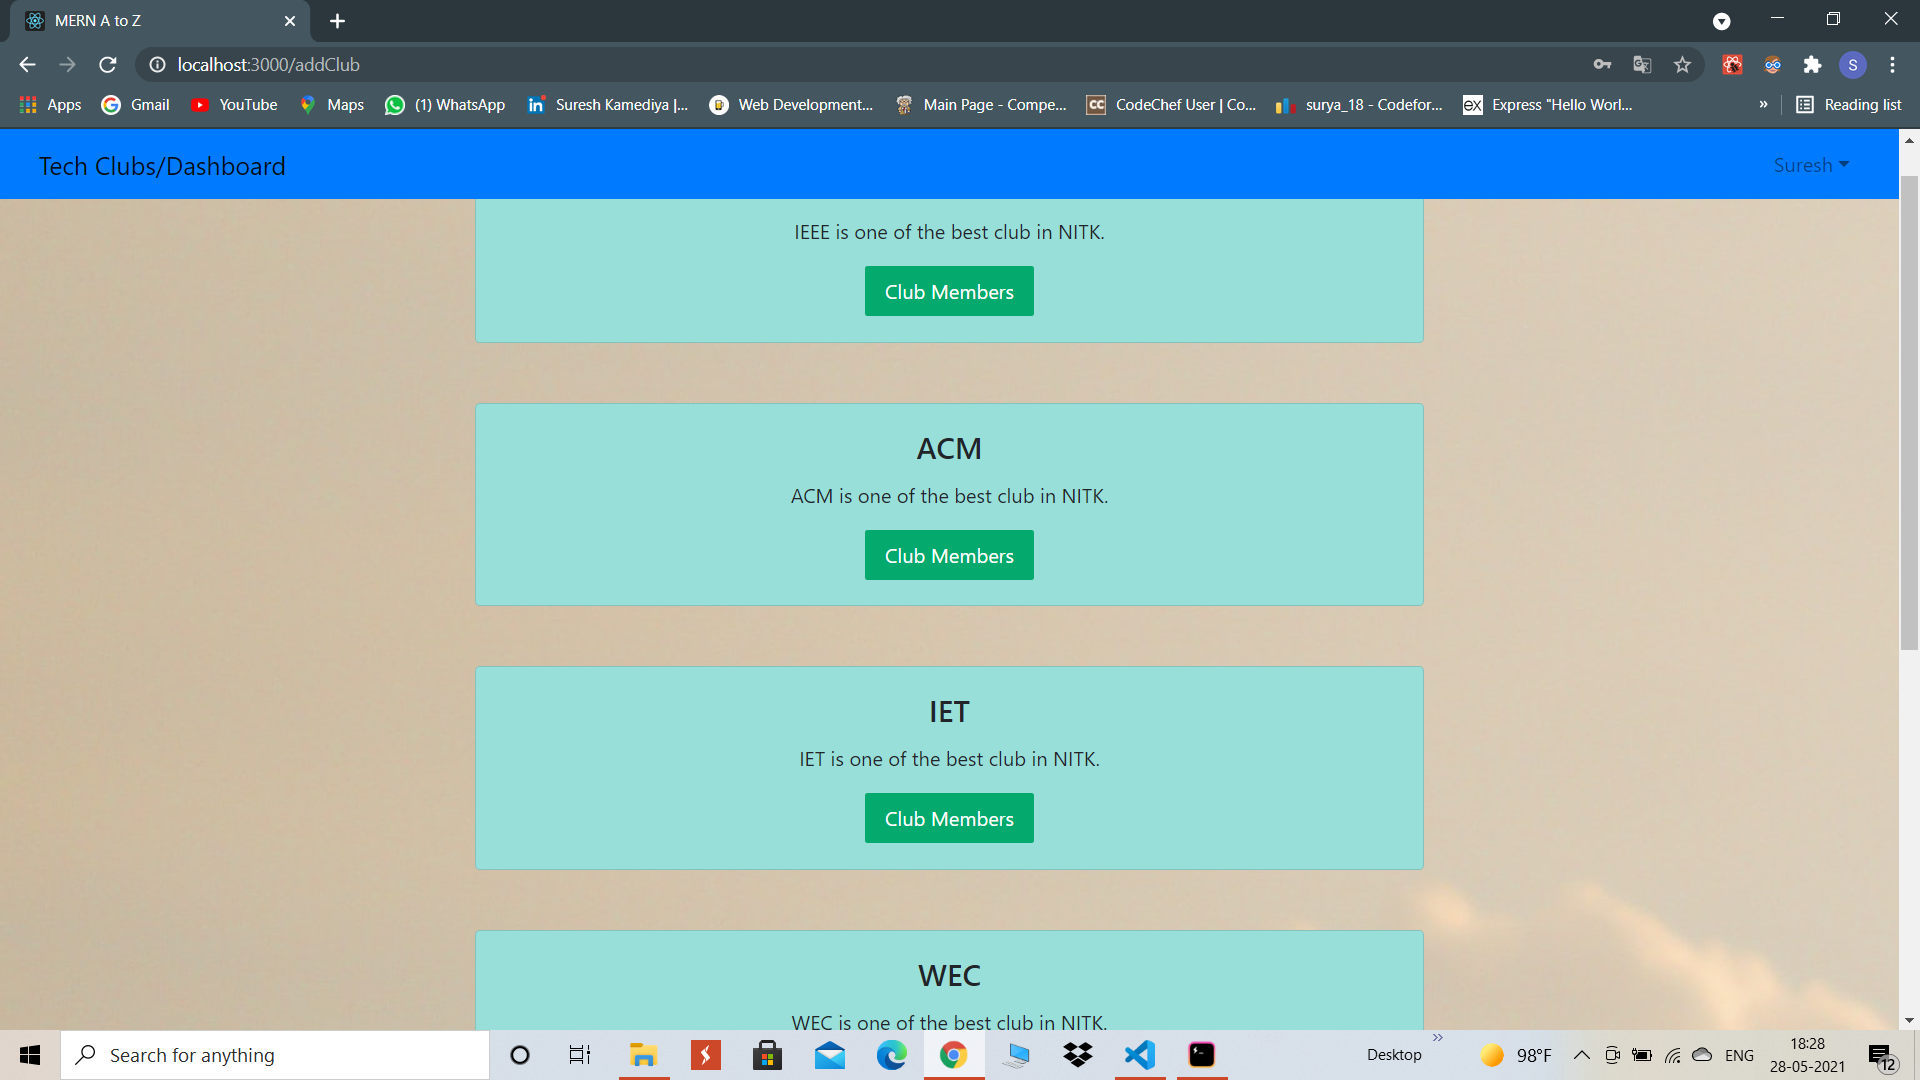 MERN A to Z
localhost:3000/addClub
S
Apps Gmail YouTube Maps (1) WhatsApp Suresh Kamediya |... Web Development... Main Page - Compe... CC CodeChef User | Co... surya_18 - Codefor... ex Express "Hello Worl... » Reading list
Tech Clubs/Dashboard
Suresh
IEEE is one of the best club in NITK.
Club Members
ACM
ACM is one of the best club in NITK.
Club Members
IET
IET is one of the best club in NITK.
Club Members
WEC
WEC is one of the best club in NITK.
Search for anything
Desktop »
98°F
ENG
18:28
28-05-2021
12